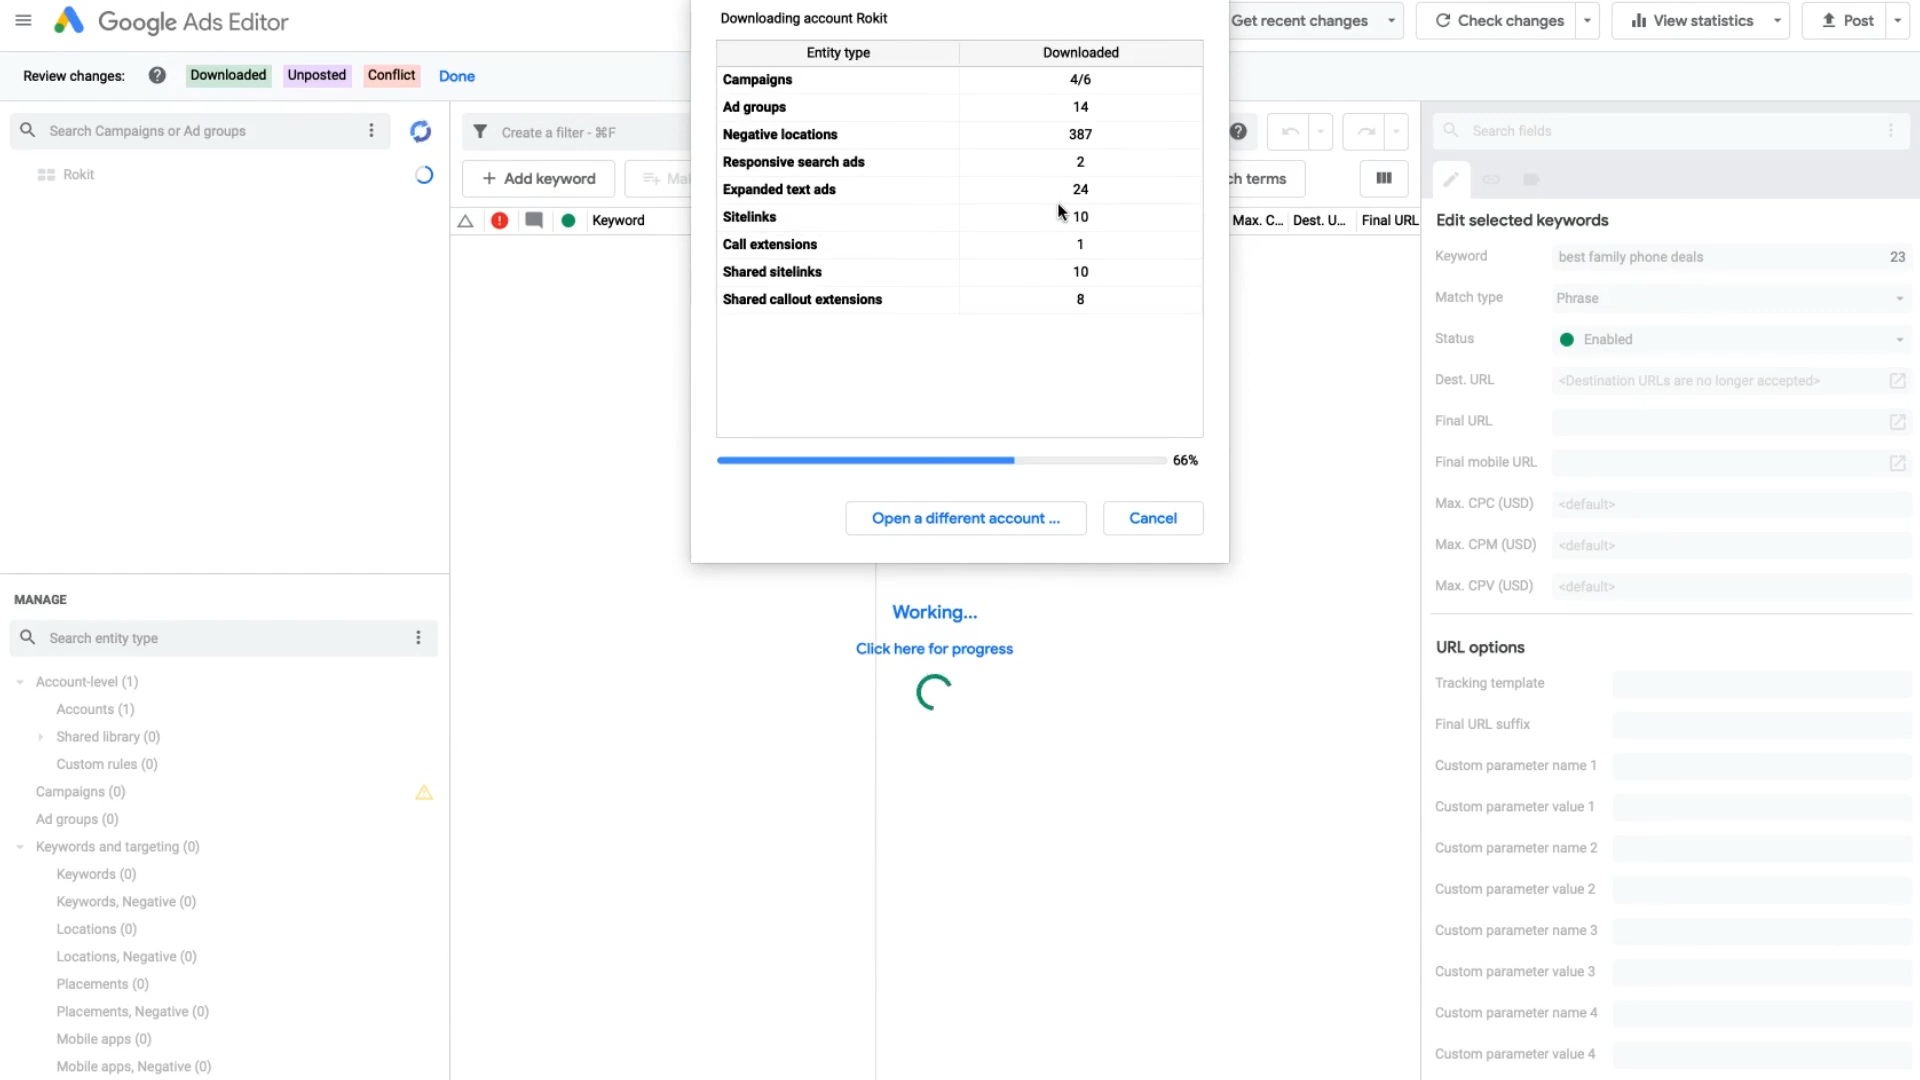 Google Ads Editor
Get recent changes
Check changes
View statistics
Post
Review changes:
Downloaded
Unposted
Conflict
Done
Search Campaigns or Ad groups
Rokit
Create a filter - ⌘F
+ Add keyword
Keyword
Downloading account Rokit
Entity type Downloaded
Campaigns 4/6
Ad groups 14
Negative locations 387
Responsive search ads 2
Expanded text ads 24
Sitelinks 10
Call extensions 1
Shared sitelinks 10
Shared callout extensions 8
66%
Open a different account ...
Cancel
Working...
Click here for progress
terms
Max. C... Dest. U... Final URL
Search fields
Edit selected keywords
Keyword best family phone deals 23
Match type Phrase
Status Enabled
Dest. URL <Destination URLs are no longer accepted>
Final URL
Final mobile URL
Max. CPC (USD) <default>
Max. CPM (USD) <default>
Max. CPV (USD) <default>
URL options
Tracking template
Final URL suffix
Custom parameter name 1
Custom parameter value 1
Custom parameter name 2
Custom parameter value 2
Custom parameter name 3
Custom parameter value 3
Custom parameter name 4
Custom parameter value 4
MANAGE
Search entity type
Account-level (1)
Accounts (1)
Shared library (0)
Custom rules (0)
Campaigns (0)
Ad groups (0)
Keywords and targeting (0)
Keywords (0)
Keywords, Negative (0)
Locations (0)
Locations, Negative (0)
Placements (0)
Placements, Negative (0)
Mobile apps (0)
Mobile apps, Negative (0)